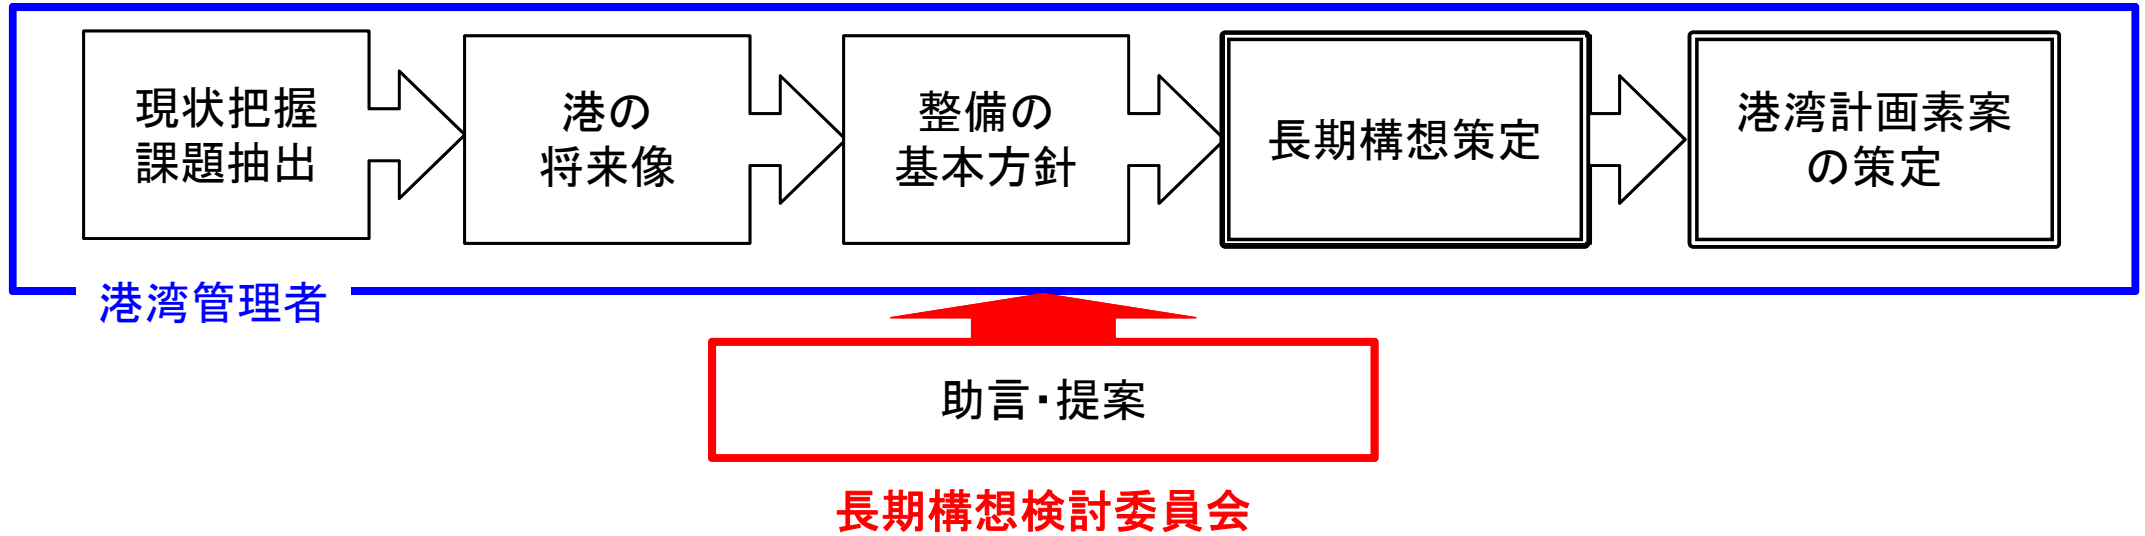 現状把握
課題抽出
港の
将来像
整備の
基本方針
長期構想策定
港湾計画素案
の策定
港湾管理者
助言・提案
長期構想検討委員会